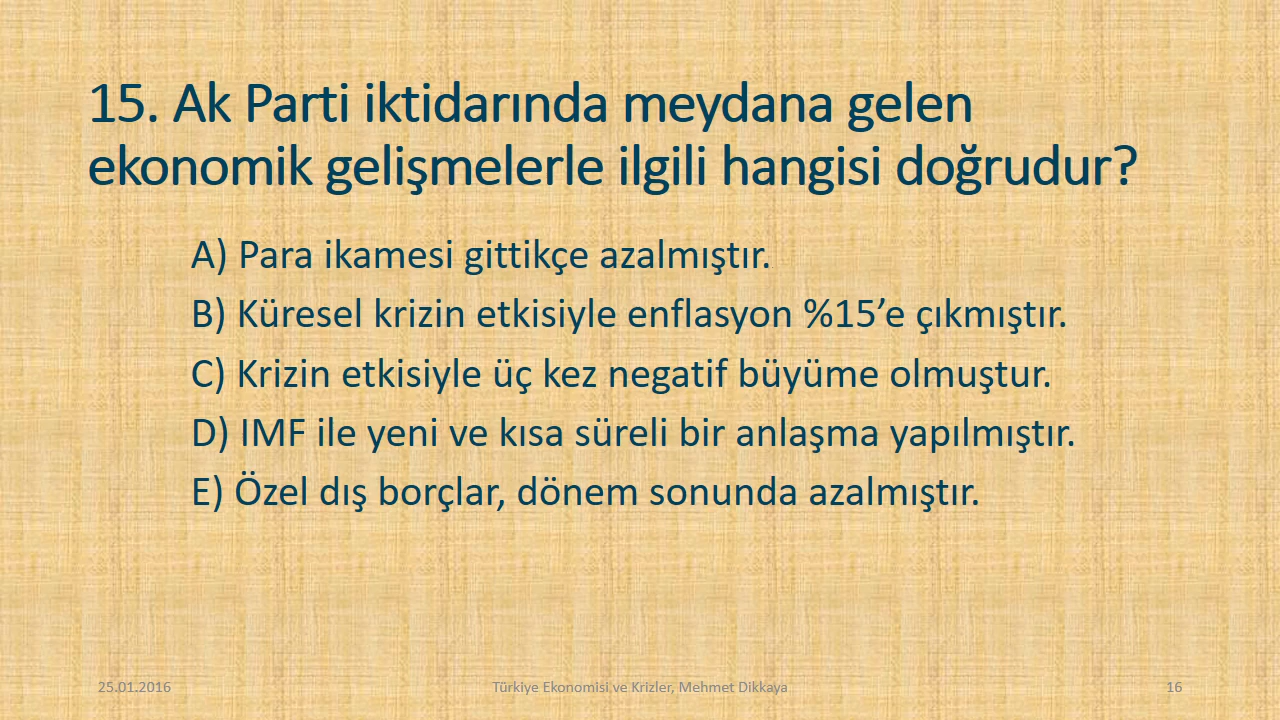 15. Ak Parti iktidarında meydana gelen
ekonomik gelişmelerle ilgili hangisi doğrudur?
A) Para ikamesi gittikçe azalmıştır.
B) Küresel krizin etkisiyle enflasyon %15’e çıkmıştır.
C) Krizin etkisiyle üç kez negatif büyüme olmuştur.
D) IMF ile yeni ve kısa süreli bir anlaşma yapılmıştır.
E) Özel dış borçlar, dönem sonunda azalmıştır.
25.01.2016
Türkiye Ekonomisi ve Krizler, Mehmet Dikkaya
16